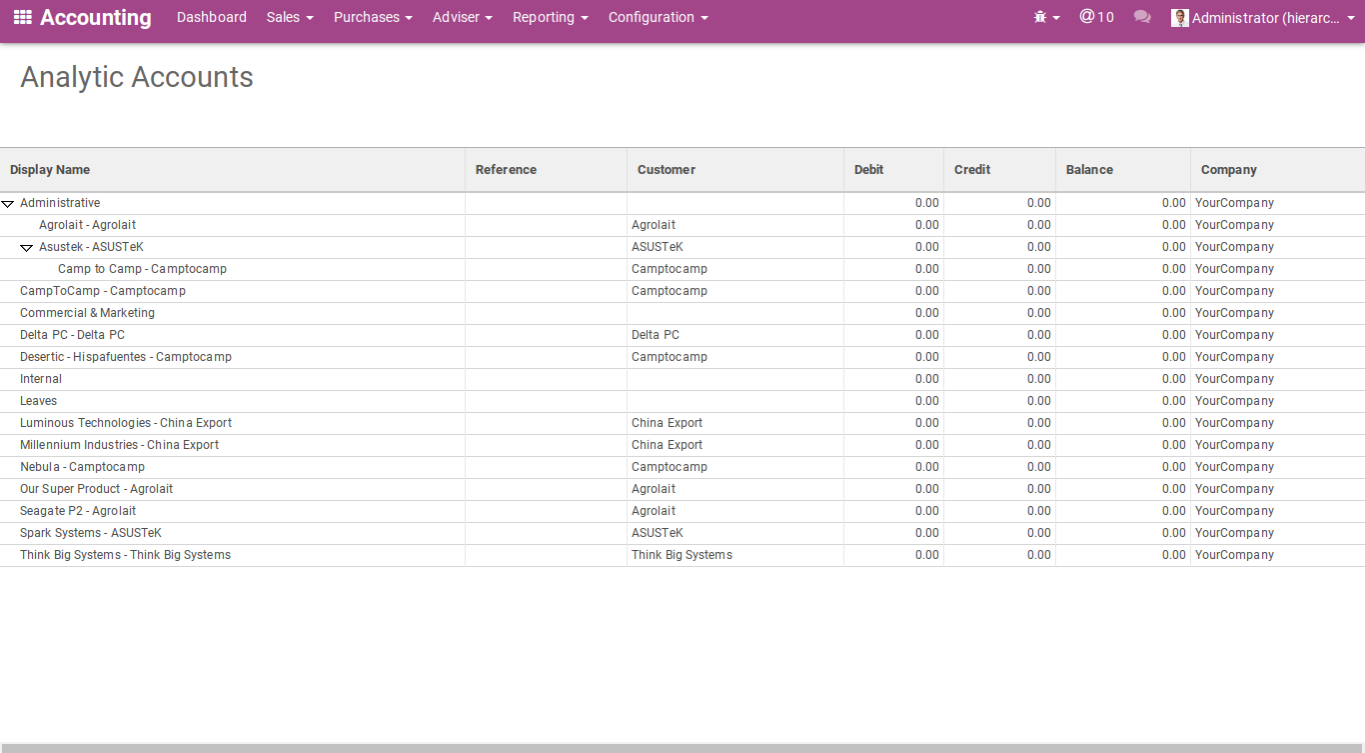 Accounting Dashboard Sales Purchases Adviser Reporting Configuration @10 Administrator (hierarc...
Analytic Accounts
Display Name Reference Customer Debit Credit Balance Company
Administrative 0.00 0.00 0.00 YourCompany
Agrolait - Agrolait Agrolait 0.00 0.00 0.00 YourCompany
Asustek - ASUSTeK ASUSTeK 0.00 0.00 0.00 YourCompany
Camp to Camp - Camptocamp Camptocamp 0.00 0.00 0.00 YourCompany
CampToCamp - Camptocamp Camptocamp 0.00 0.00 0.00 YourCompany
Commercial & Marketing 0.00 0.00 0.00 YourCompany
Delta PC - Delta PC Delta PC 0.00 0.00 0.00 YourCompany
Desertic - Hispafuentes - Camptocamp Camptocamp 0.00 0.00 0.00 YourCompany
Internal 0.00 0.00 0.00 YourCompany
Leaves 0.00 0.00 0.00 YourCompany
Luminous Technologies - China Export China Export 0.00 0.00 0.00 YourCompany
Millennium Industries - China Export China Export 0.00 0.00 0.00 YourCompany
Nebula - Camptocamp Camptocamp 0.00 0.00 0.00 YourCompany
Our Super Product - Agrolait Agrolait 0.00 0.00 0.00 YourCompany
Seagate P2 - Agrolait Agrolait 0.00 0.00 0.00 YourCompany
Spark Systems - ASUSTeK ASUSTeK 0.00 0.00 0.00 YourCompany
Think Big Systems - Think Big Systems Think Big Systems 0.00 0.00 0.00 YourCompany